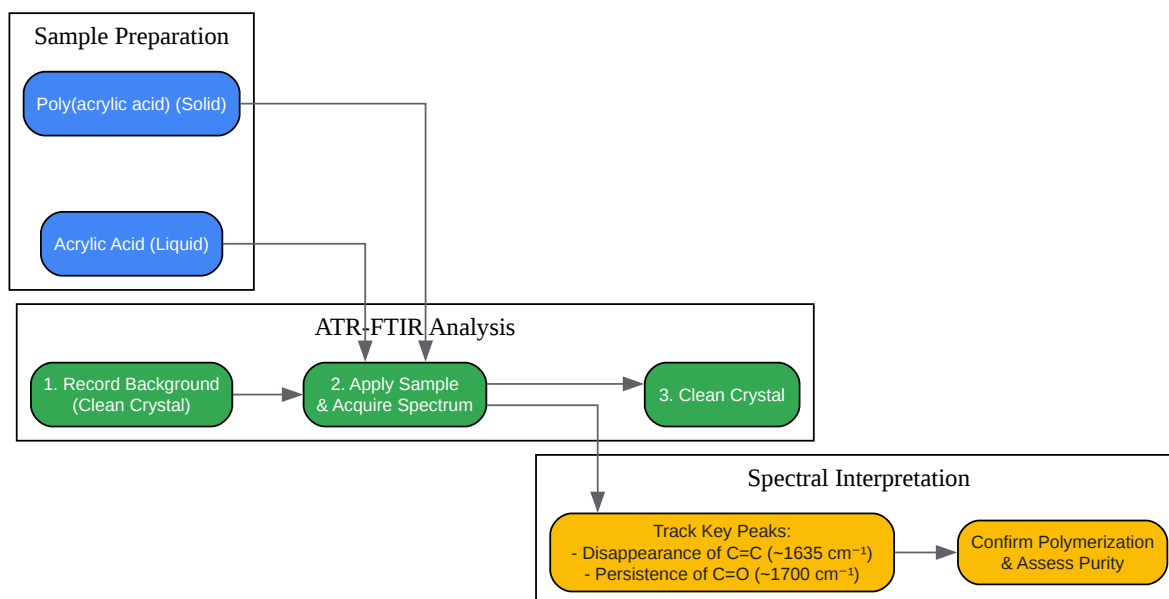 Sample Preparation
Poly(acrylic acid) (Solid)
Acrylic Acid (Liquid)
ATR-FTIR Analysis
1. Record Background
(Clean Crystal)
2. Apply Sample
& Acquire Spectrum
3. Clean Crystal
Spectral Interpretation
Track Key Peaks:
- Disappearance of C=C (~1635 cm⁻¹)
- Persistence of C=O (~1700 cm⁻¹)
Confirm Polymerization
& Assess Purity